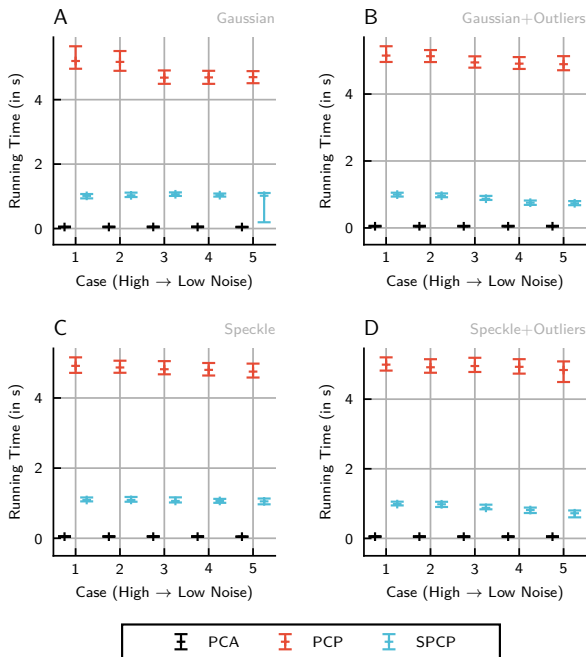 A
Gaussian
Running Time (in s)
4
2
0
1 2 3 4 5
Case (High → Low Noise)
B
Gaussian+Outliers
Running Time (in s)
4
2
0
1 2 3 4 5
Case (High → Low Noise)
C
Speckle
Running Time (in s)
4
2
0
1 2 3 4 5
Case (High → Low Noise)
D
Speckle+Outliers
Running Time (in s)
4
2
0
1 2 3 4 5
Case (High → Low Noise)
PCA PCP SPCP